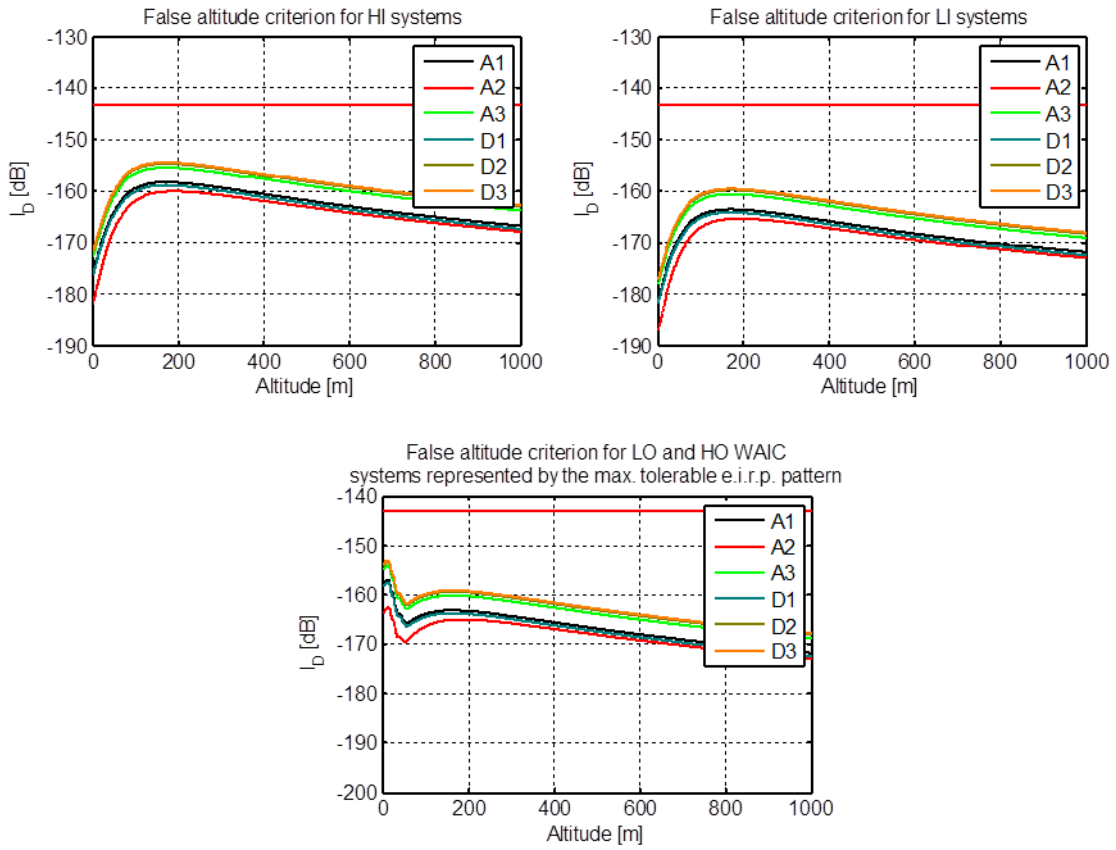 False altitude criterion for HI systems
-130
-140
-150
-160
-170
-180
-190
I_D [dB]
0 200 400 600 800 1000
Altitude [m]
A1
A2
A3
D1
D2
D3
False altitude criterion for LI systems
-130
-140
-150
-160
-170
-180
-190
I_D [dB]
0 200 400 600 800 1000
Altitude [m]
A1
A2
A3
D1
D2
D3
False altitude criterion for LO and HO WAIC
systems represented by the max. tolerable e.i.r.p. pattern
-140
-150
-160
-170
-180
-190
-200
I_D [dB]
0 200 400 600 800 1000
Altitude [m]
A1
A2
A3
D1
D2
D3